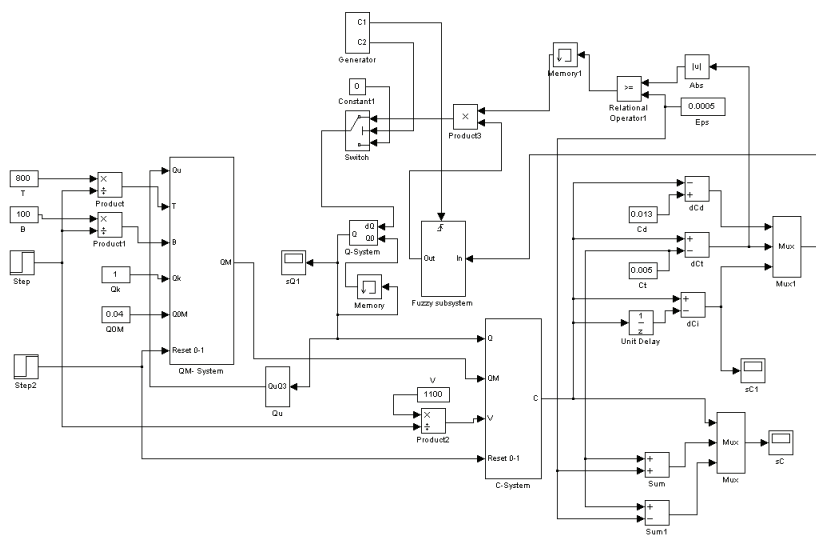 C1
C2
Generator
0
Constant1
Switch
×
Product3
Memory1
>=
Relational
Operator1
|u|
Abs
0.0005
Eps
800
T
×
÷
Product
100
B
×
÷
Product1
Step
1
Qk
0.04
Q0M
Step2
Qu
T
B
Qk
Q0M
Reset 0-1
QM
QM- System
Q
dQ
Q0
Q-System
sQ1
Memory
Out
In
Fuzzy subsystem
QuQ3
Qu
V
1100
×
÷
Product2
Q
QM
V
Reset 0-1
C
C-System
−
+
dCd
0.013
Cd
+
−
dCt
0.005
Ct
+
−
dCi
1
z
Unit Delay
Mux
Mux1
sC1
Mux
Mux
sC
+
+
Sum
+
−
Sum1